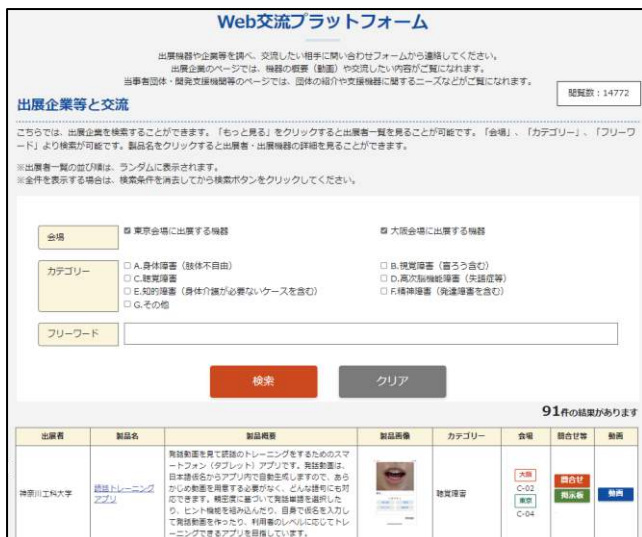 Web交流プラットフォーム
出展機器や企業等を調べ、交流したい相手に問い合わせフォームから連絡してください。
出展企業のページでは、機器の概要（動画）や交流したい内容がご覧になれます。
当事者団体・開発支援機関等のページでは、団体の紹介や支援機器に関するニーズなどがご覧になれます。
閲覧数：14772
出展企業等と交流
こちらでは、出展企業を検索することができます。「もっと見る」をクリックすると出展者一覧を見ることが可能です。「会場」、「カテゴリー」、「フリーワ
ード」より検索が可能です。製品名をクリックすると出展者・出展機器の詳細を見ることができます。
※出展者一覧の並び順は、ランダムに表示されます。
※全件を表示する場合は、検索条件を消去してから検索ボタンをクリックしてください。
会場
東京会場に出展する機器
大阪会場に出展する機器
カテゴリー
A.身体障害（肢体不自由）
B.視覚障害（盲ろう含む）
C.聴覚障害
D.高次脳機能障害（失語症等）
E.知的障害（身体介護が必要ないケースを含む）
F.精神障害（発達障害を含む）
G.その他
フリーワード
検索
クリア
91件の結果があります
出展者 製品名 製品概要 製品画像 カテゴリー 会場 問合せ等 動画
神奈川工科大学
読話トレーニング
アプリ
発話動画を見て読話のトレーニングをするためのスマ
ートフォン（タブレット）アプリです。発話動画は、
日本語仮名からアプリ内で自動生成しますので、あら
かじめ動画を用意する必要がなく、どんな語句にも対
応できます。頻度に基づいて発話単語を選択した
り、ヒント機能を組み込んだり、自身で仮名を入力し
て発話動画を作ったり、利用者のレベルに応じてトレ
ーニングできるアプリを目指しています。
聴覚障害
大阪
C-02
東京
C-04
問合せ
掲示板
動画